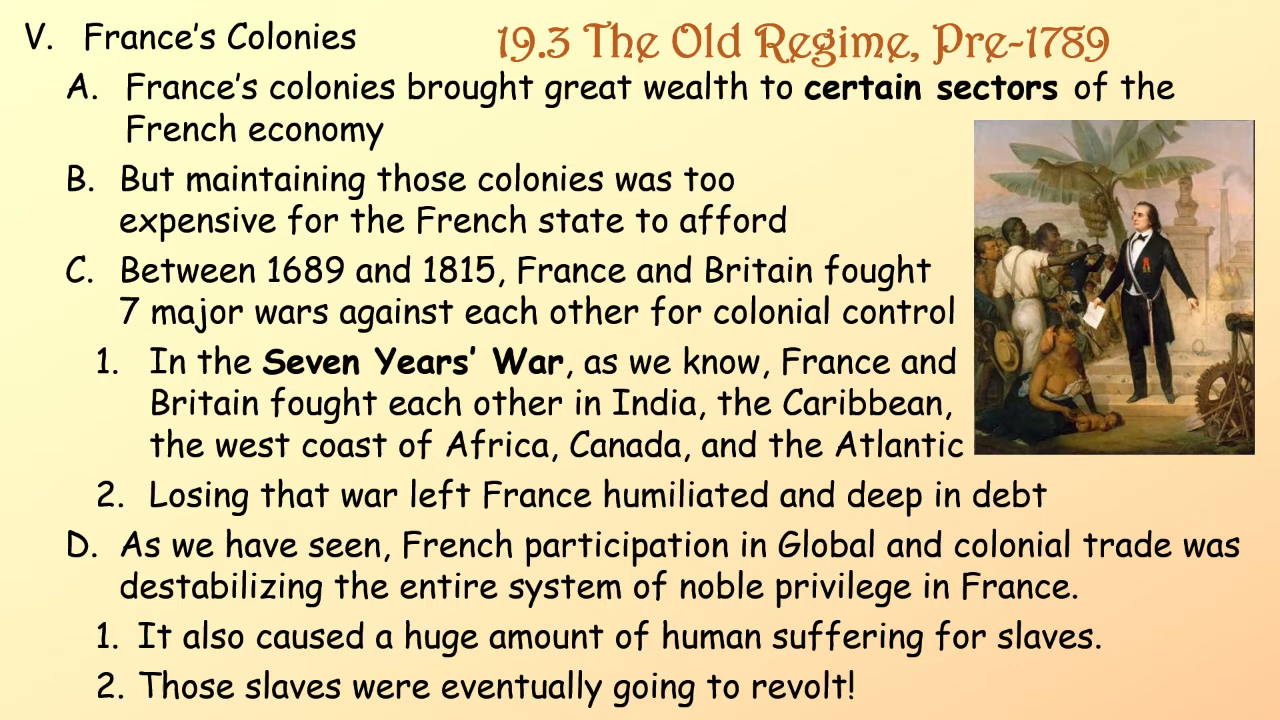 V. France’s Colonies
19.3 The Old Regime, Pre-1789
A. France’s colonies brought great wealth to certain sectors of the
French economy
B. But maintaining those colonies was too
expensive for the French state to afford
C. Between 1689 and 1815, France and Britain fought
7 major wars against each other for colonial control
1. In the Seven Years’ War, as we know, France and
Britain fought each other in India, the Caribbean,
the west coast of Africa, Canada, and the Atlantic
2. Losing that war left France humiliated and deep in debt
D. As we have seen, French participation in Global and colonial trade was
destabilizing the entire system of noble privilege in France.
1. It also caused a huge amount of human suffering for slaves.
2. Those slaves were eventually going to revolt!